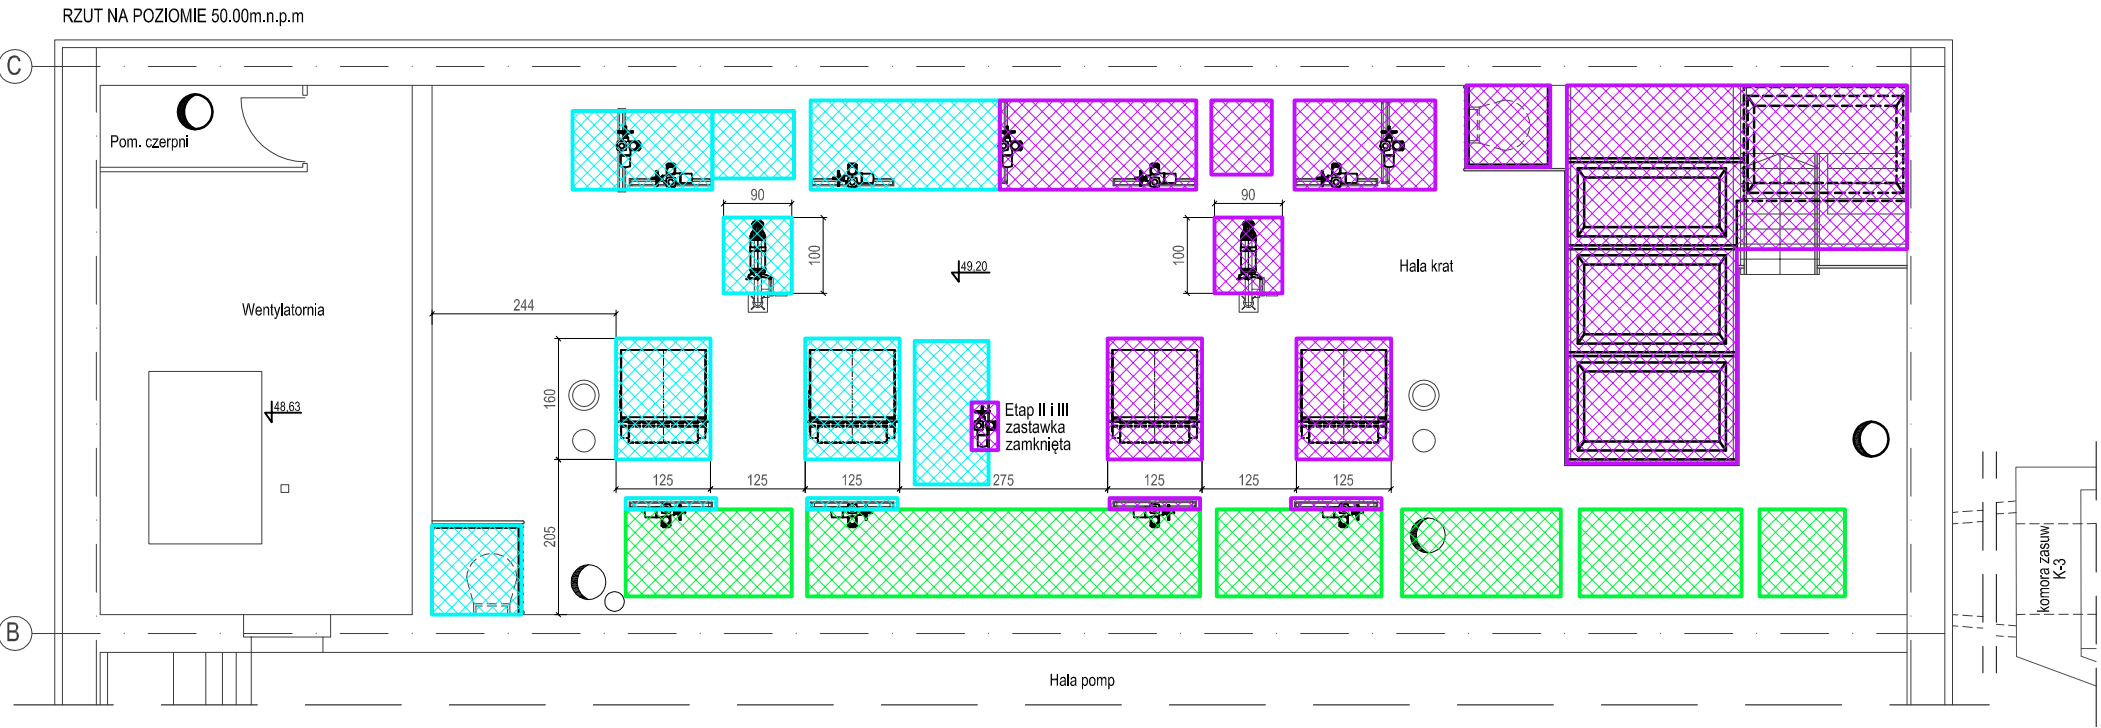 RZUT NA POZIOMIE 50.00m.n.p.m
C
Pom. czerpni
90
90
100
100
49.20
Hala krat
Wentylatornia
244
160
48.63
Etap II i III
zastawka
zamknięta
125
125
125
275
125
125
125
205
komora zasuw
K-3
B
Hala pomp